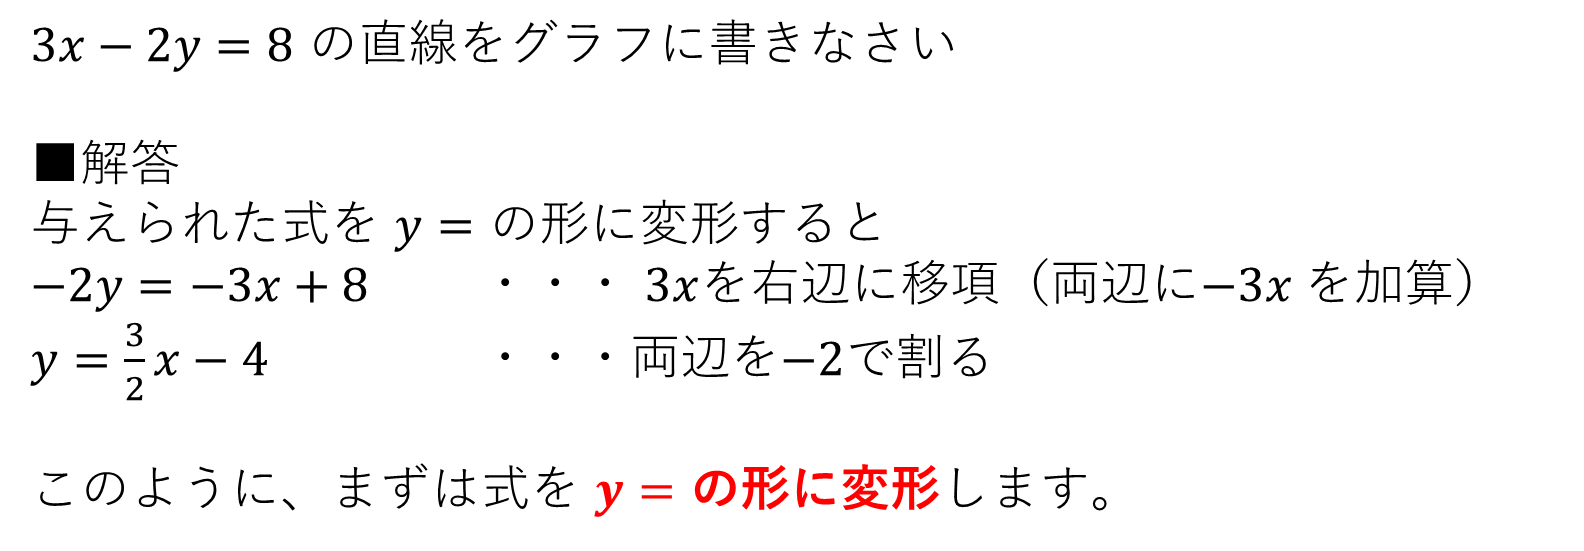 3x − 2y = 8 の直線をグラフに書きなさい
■解答
与えられた式を y = の形に変形すると
−2y = −3x + 8 ・・・ 3xを右辺に移項（両辺に−3x を加算）
y = 3/2 x − 4 ・・・両辺を−2で割る
このように、まずは式を y = の形に変形します。